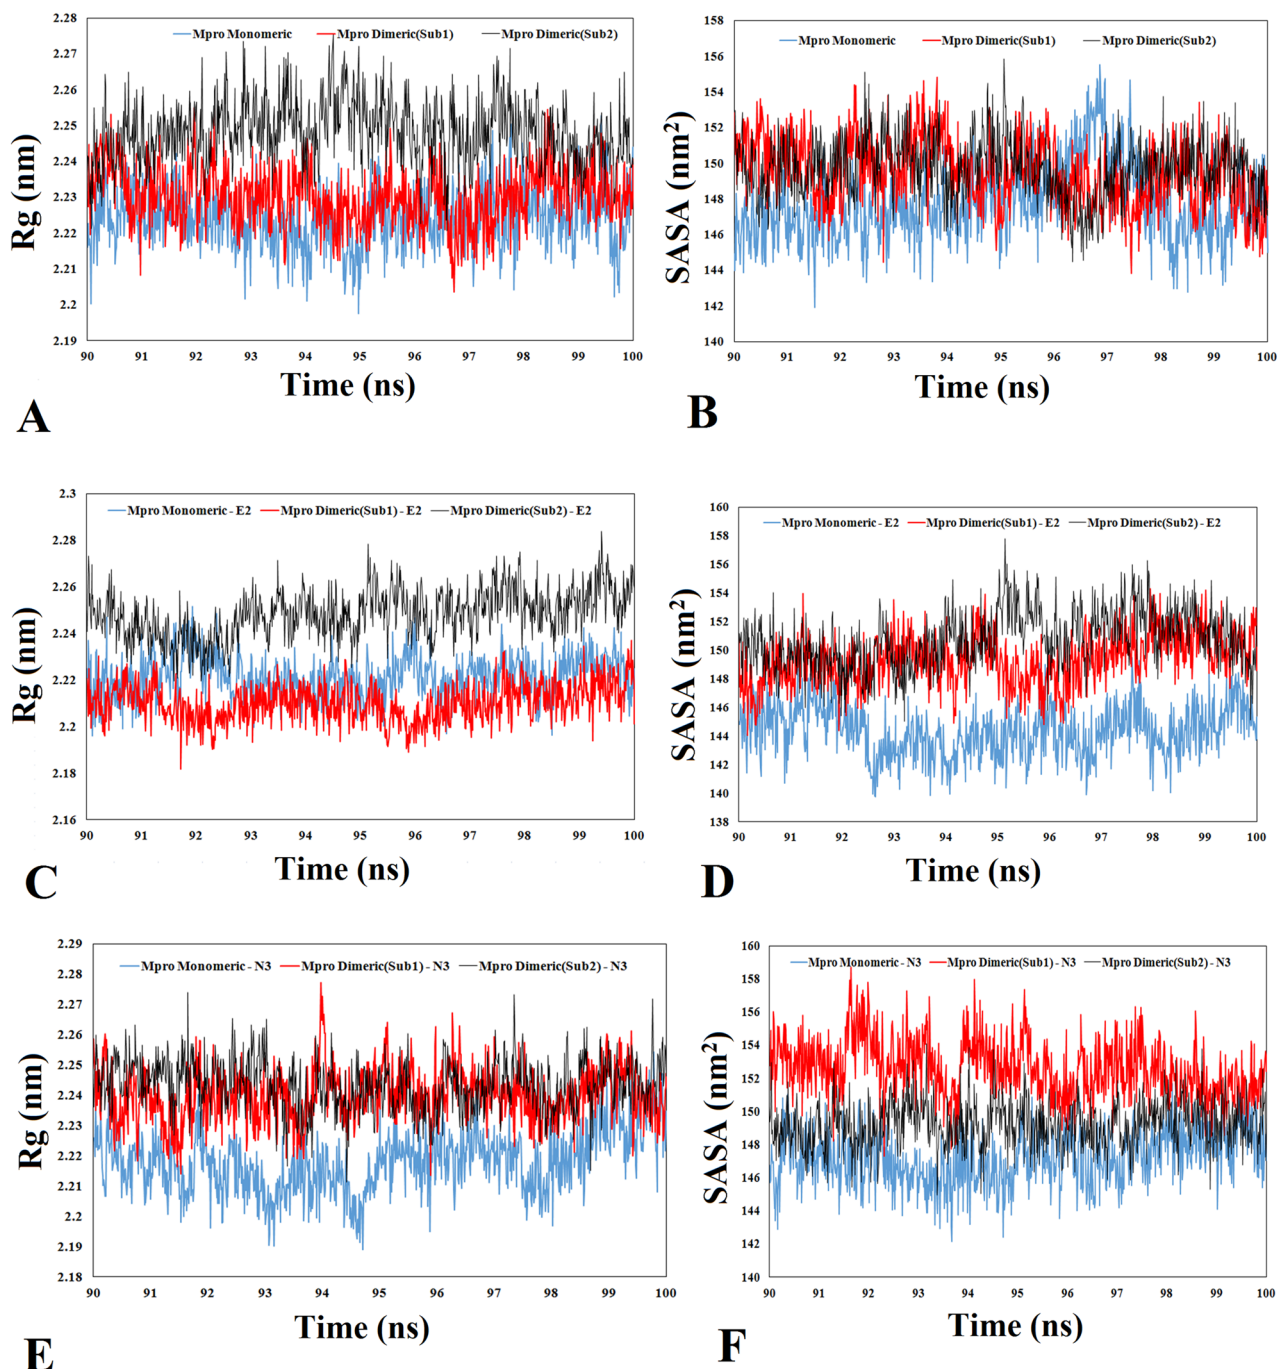 Mpro Monomeric Mpro Dimeric(Sub1) Mpro Dimeric(Sub2)
2.28
2.27
2.26
2.25
2.24
2.23
2.22
2.21
2.2
2.19
Rg (nm)
90 91 92 93 94 95 96 97 98 99 100
Time (ns)
A
Mpro Monomeric Mpro Dimeric(Sub1) Mpro Dimeric(Sub2)
158
156
154
152
150
148
146
144
142
140
SASA (nm²)
90 91 92 93 94 95 96 97 98 99 100
Time (ns)
B
Mpro Monomeric - E2 Mpro Dimeric(Sub1) - E2 Mpro Dimeric(Sub2) - E2
2.3
2.28
2.26
2.24
2.22
2.2
2.18
2.16
Rg (nm)
90 91 92 93 94 95 96 97 98 99 100
Time (ns)
C
Mpro Monomeric - E2 Mpro Dimeric(Sub1) - E2 Mpro Dimeric(Sub2) - E2
160
158
156
154
152
150
148
146
144
142
140
138
SASA (nm²)
90 91 92 93 94 95 96 97 98 99 100
Time (ns)
D
Mpro Monomeric - N3 Mpro Dimeric(Sub1) - N3 Mpro Dimeric(Sub2) - N3
2.29
2.28
2.27
2.26
2.25
2.24
2.23
2.22
2.21
2.2
2.19
2.18
Rg (nm)
90 91 92 93 94 95 96 97 98 99 100
Time (ns)
E
Mpro Monomeric - N3 Mpro Dimeric(Sub1) - N3 Mpro Dimeric(Sub2) - N3
160
158
156
154
152
150
148
146
144
142
140
SASA (nm²)
90 91 92 93 94 95 96 97 98 99 100
Time (ns)
F